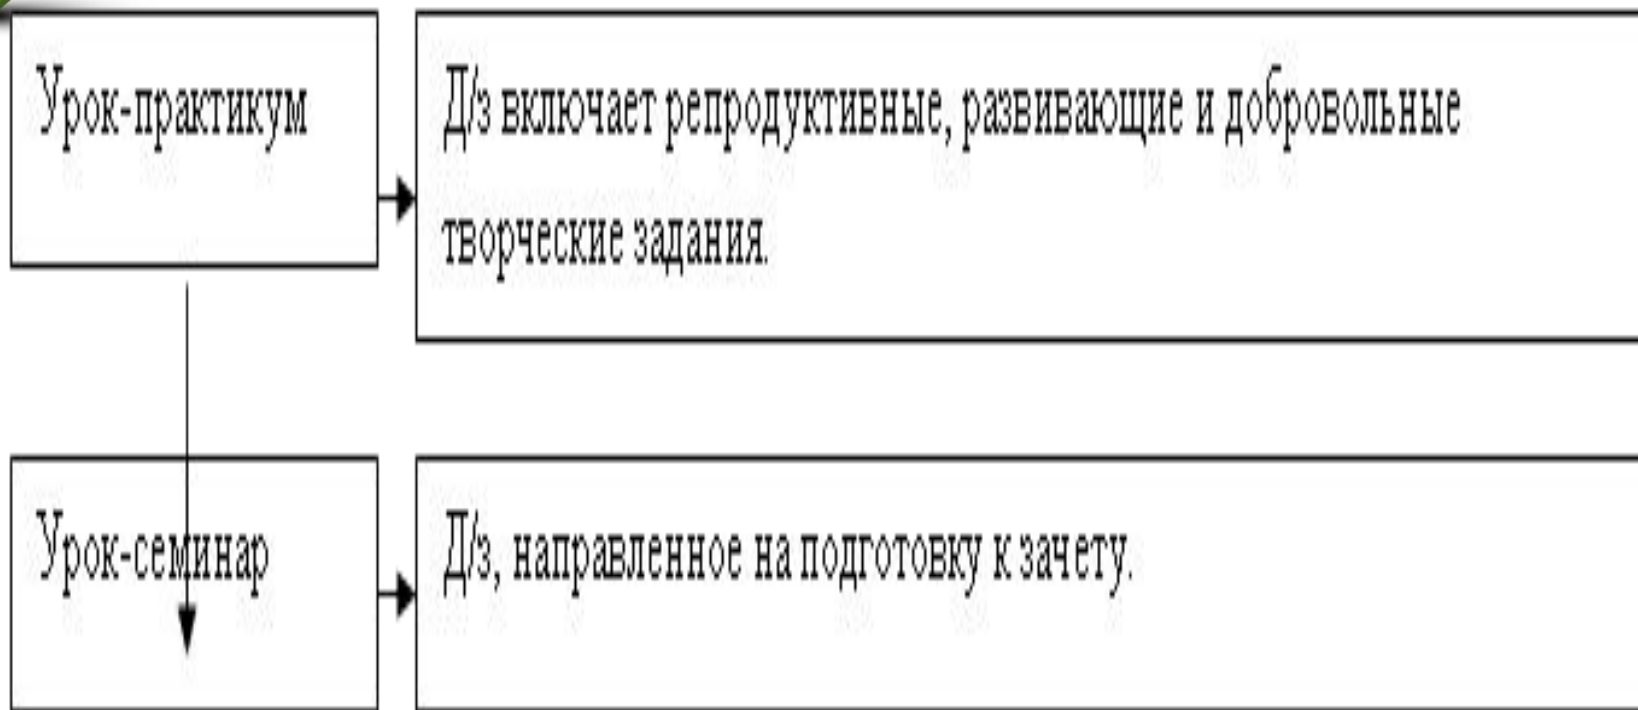 Урок-практикум
Д/з включает репродуктивные, развивающие и добровольные
творческие задания.
Урок-семинар
Д/з, направленное на подготовку к зачету.